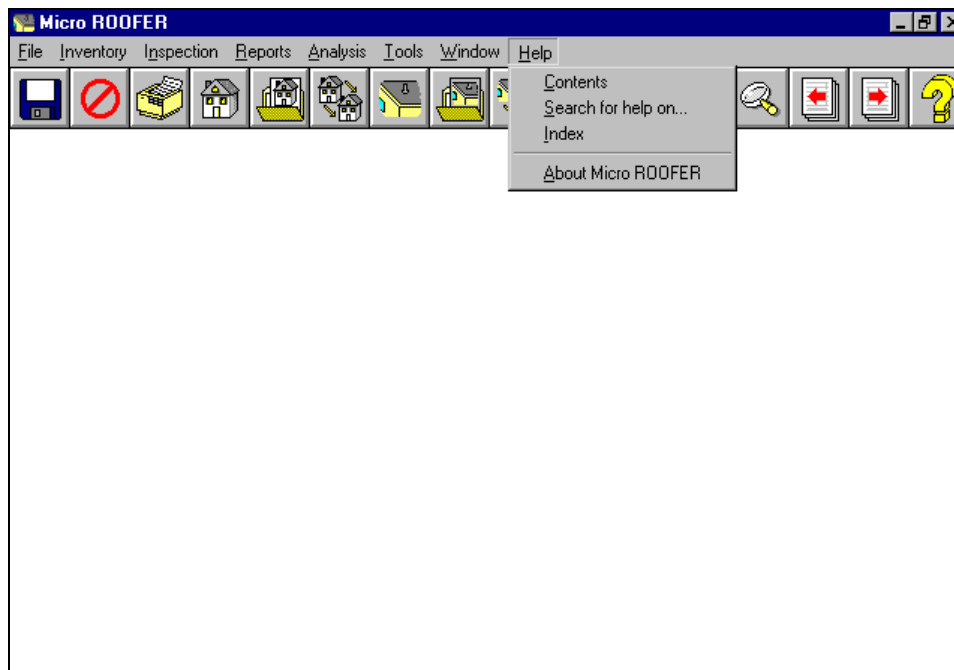 Micro ROOFER
File Inventory Inspection Reports Analysis Tools Window Help
Contents
Search for help on...
Index
About Micro ROOFER